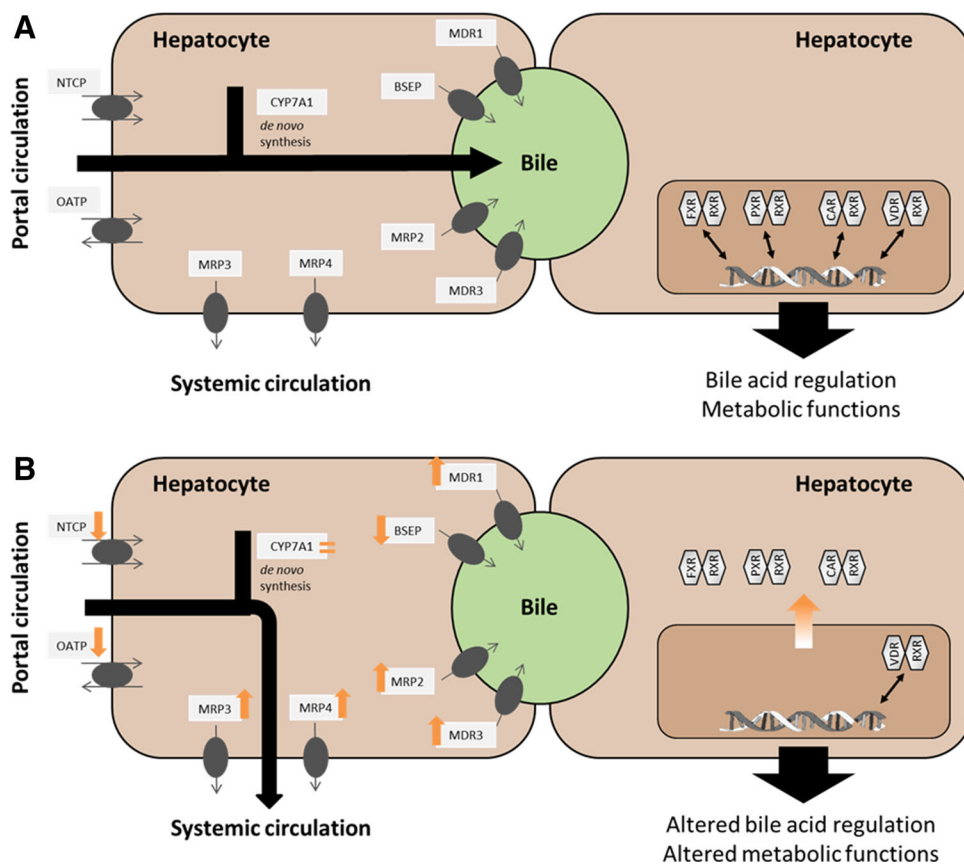 A
Hepatocyte
Hepatocyte
MDR1
NTCP
BSEP
CYP7A1
de novo
synthesis
Portal circulation
Bile
OATP
MRP2
MRP3
MRP4
MDR3
Systemic circulation
FXR RXR
PXR RXR
CAR RXR
VDR RXR
Bile acid regulation
Metabolic functions
B
Hepatocyte
Hepatocyte
MDR1
NTCP
BSEP
CYP7A1
de novo
synthesis
Portal circulation
Bile
OATP
MRP2
MRP3
MRP4
MDR3
Systemic circulation
FXR RXR
PXR RXR
CAR RXR
VDR RXR
Altered bile acid regulation
Altered metabolic functions